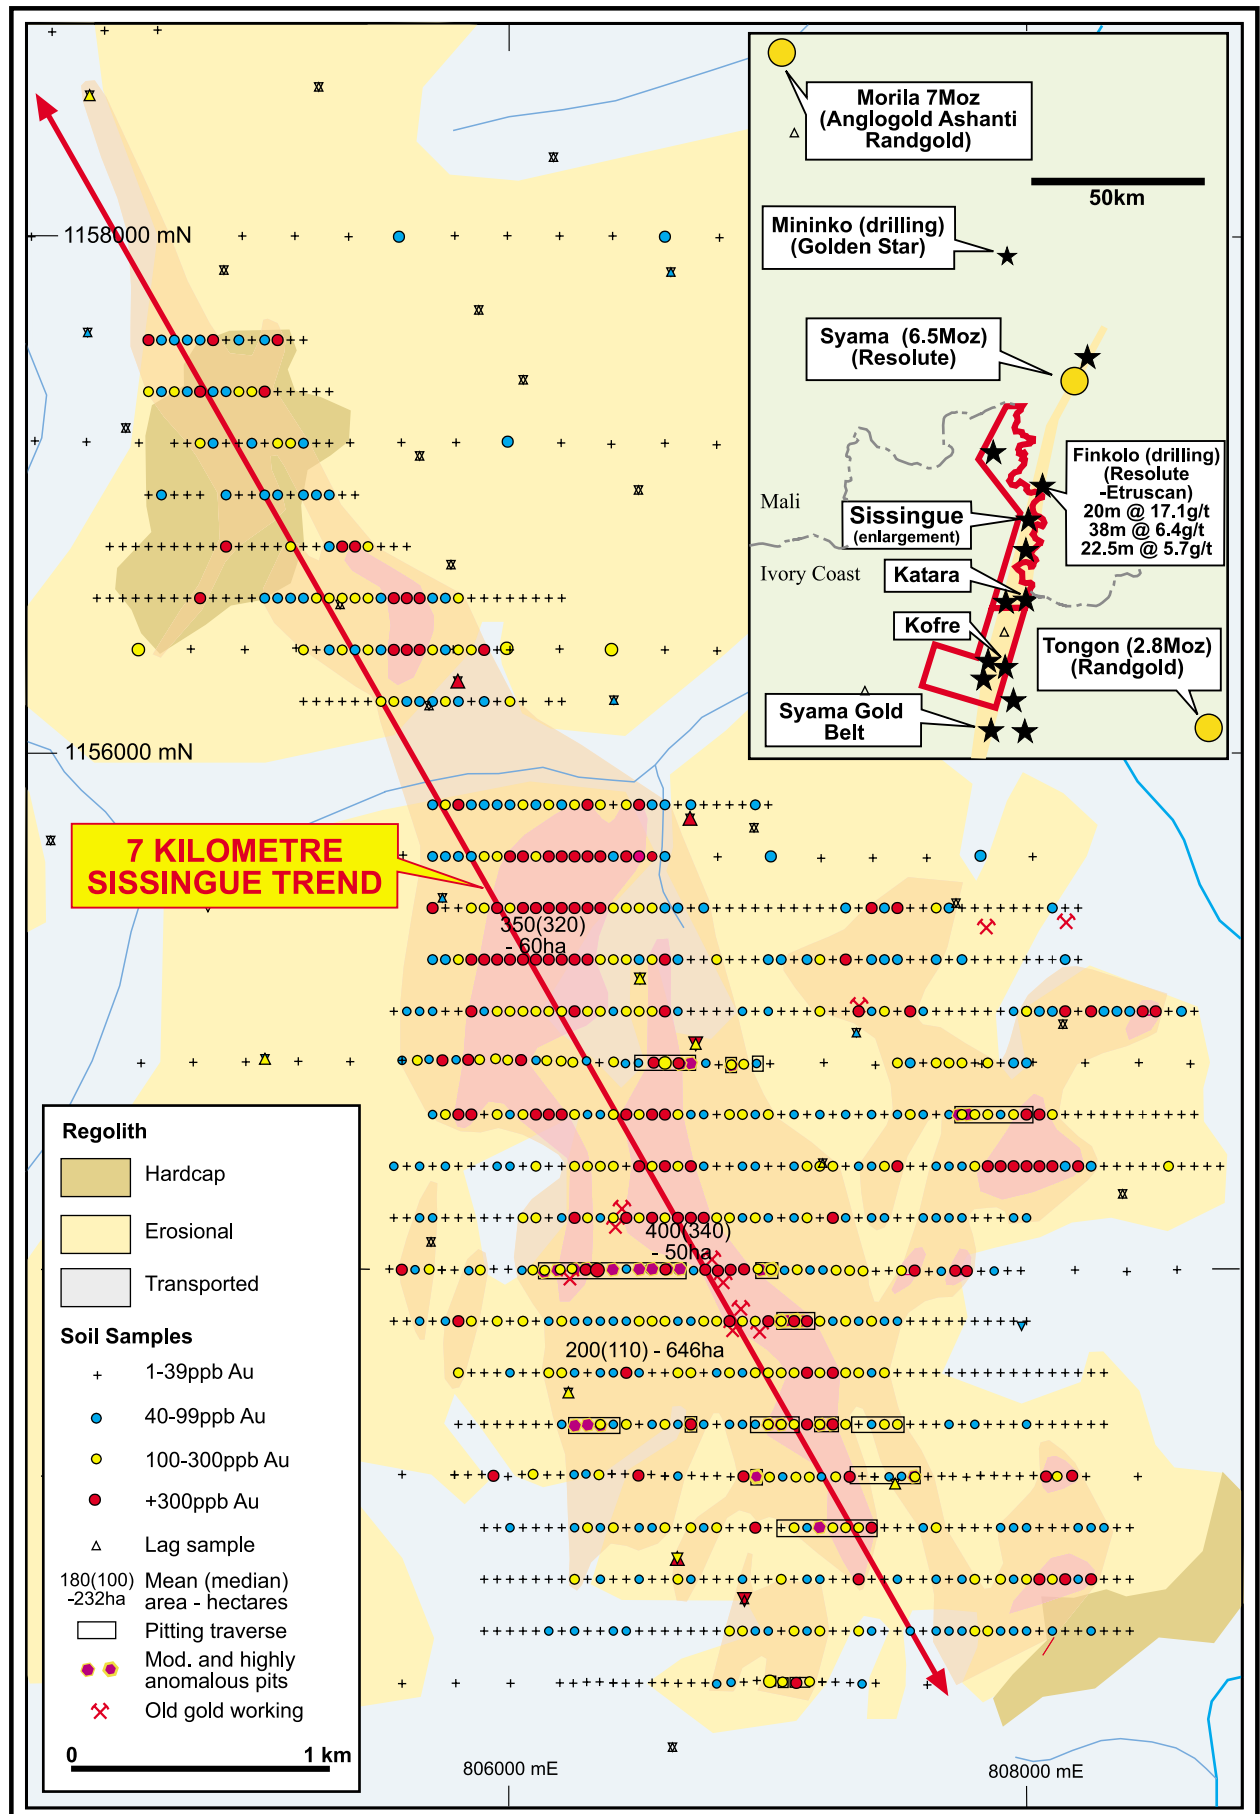 Morila 7Moz
(Anglogold Ashanti
Randgold)
50km
Mininko (drilling)
(Golden Star)
Syama (6.5Moz)
(Resolute)
Finkolo (drilling)
(Resolute
-Etruscan)
20m @ 17.1g/t
38m @ 6.4g/t
22.5m @ 5.7g/t
Mali
Sissingue
(enlargement)
Ivory Coast
Katara
Kofre
Tongon (2.8Moz)
(Randgold)
Syama Gold
Belt
1158000 mN
1156000 mN
7 KILOMETRE
SISSINGUE TREND
350(320)
- 60ha
400(340)
- 50ha
200(110) - 646ha
Regolith
Hardcap
Erosional
Transported
Soil Samples
1-39ppb Au
40-99ppb Au
100-300ppb Au
+300ppb Au
Lag sample
180(100)
-232ha
Mean (median)
area - hectares
Pitting traverse
Mod. and highly
anomalous pits
Old gold working
0
1 km
806000 mE
808000 mE